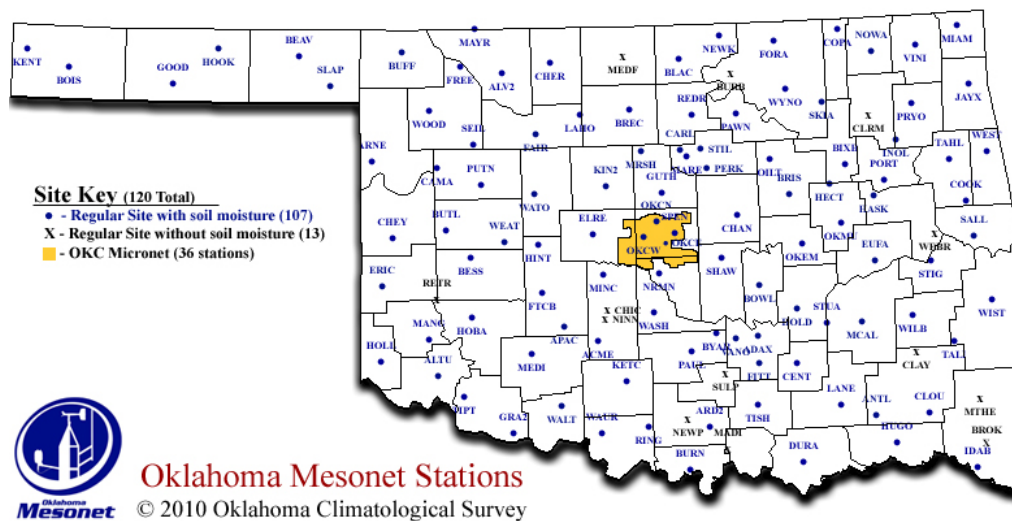 MAYR
BEAV
BUFF
NEWK
FORA
COPA
NOWA
MIAM
VINI
KENT
BOIS
GOOD
HOOK
SLAP
FREE
ALV2
CHER
MEDF
BLAC
BURB
WYNO
SKIA
JAYX
PRYO
CLRM
WOOD
SEIL
FAIR
LAHO
BREC
REDR
CARL
PAWN
ARNE
CAMA
PUTN
KIN2
MRSH
MARE
STIL
PERK
OILT
BIXB
INOL
PORT
TAHL
WEST
COOK
GUTH
OKCN
SPEN
BRIS
HECT
HASK
SALL
CHEY
BUTL
WEAT
WATO
ELRE
OKCW
OKCE
CHAN
OKMU
OKEM
EUFA
WEBR
STIG
ERIC
RETR
BESS
HINT
MINC
NRMN
SHAW
BOWL
WIST
MANG
HOBA
FTCB
CHIC
NINN
WASH
HOLD
STUA
MCAL
WILB
TALI
HOLL
ALTU
MEDI
APAC
ACME
KETC
PAUL
BYAR
VANO
ADAX
FITT
CENT
SULP
CLAY
LANE
ANTL
CLOU
MTHE
BROK
IDAB
HUGO
TIPT
GRA2
WALT
WAUR
RING
NEWP
ARD2
MADI
TISH
BURN
DURA
Site Key (120 Total)
• - Regular Site with soil moisture (107)
X - Regular Site without soil moisture (13)
- OKC Micronet (36 stations)
Oklahoma
Mesonet
Oklahoma Mesonet Stations
© 2010 Oklahoma Climatological Survey